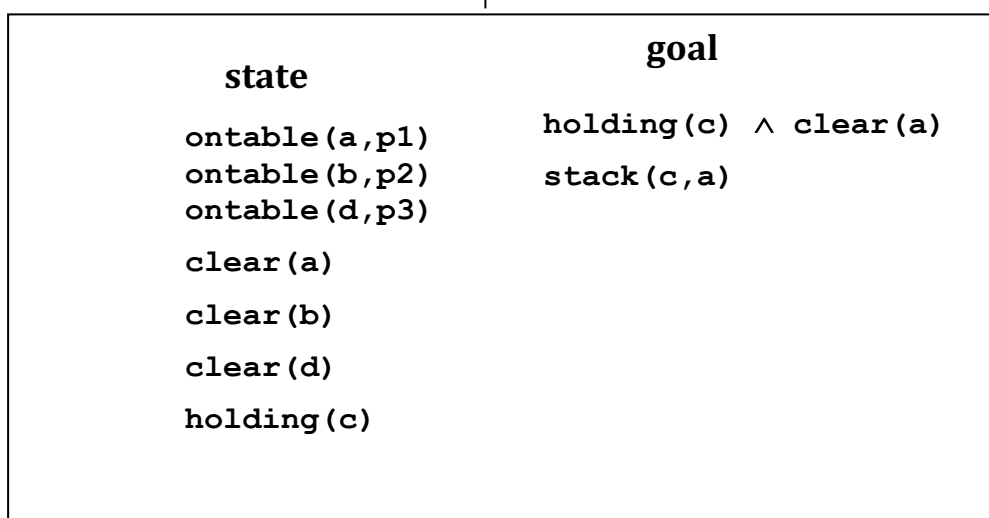 state
ontable(a,p1)
ontable(b,p2)
ontable(d,p3)
clear(a)
clear(b)
clear(d)
holding(c)
goal
holding(c) ∧ clear(a)
stack(c,a)